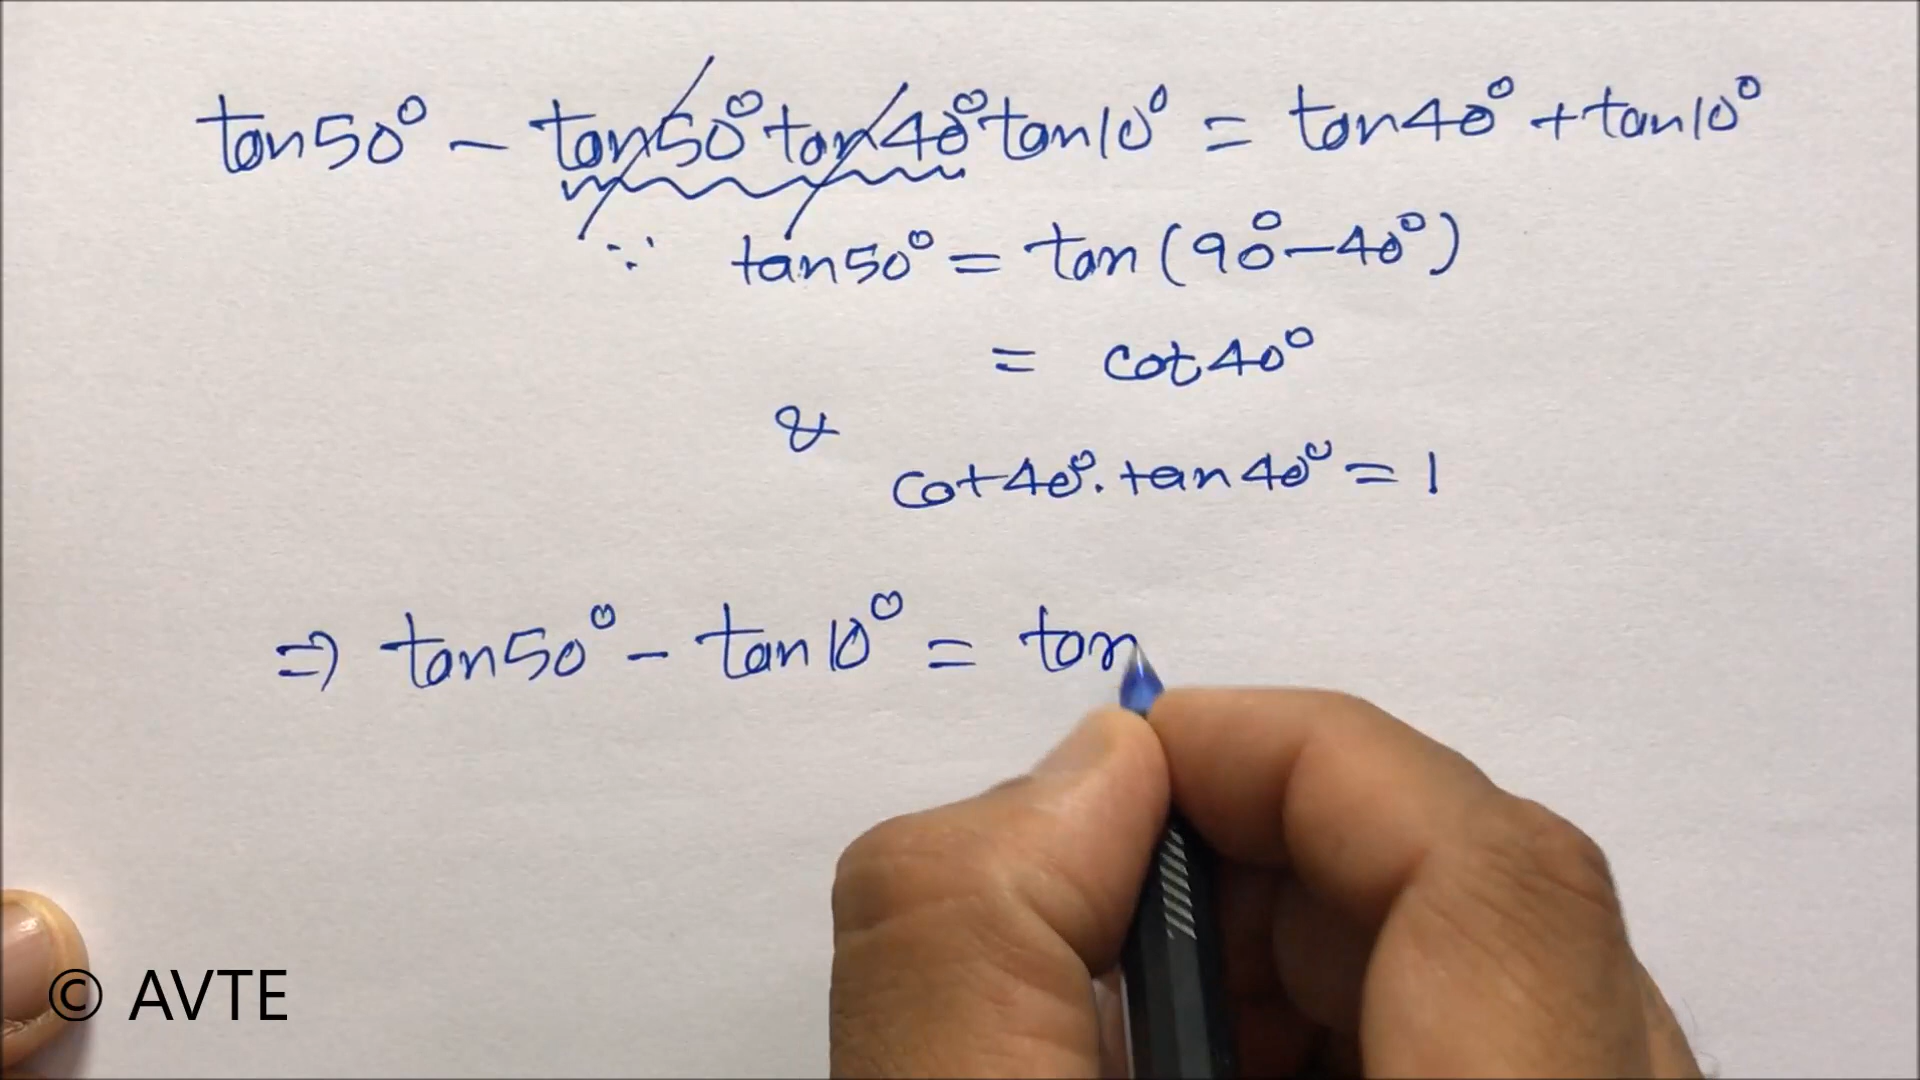 tan50° - tan50° tan40° tan10° = tan40° + tan10°
∵ tan50° = tan(90°-40°)
= cot40°
&
cot40°. tan40° = 1
⇒ tan50° - tan10° = tan
© AVTE